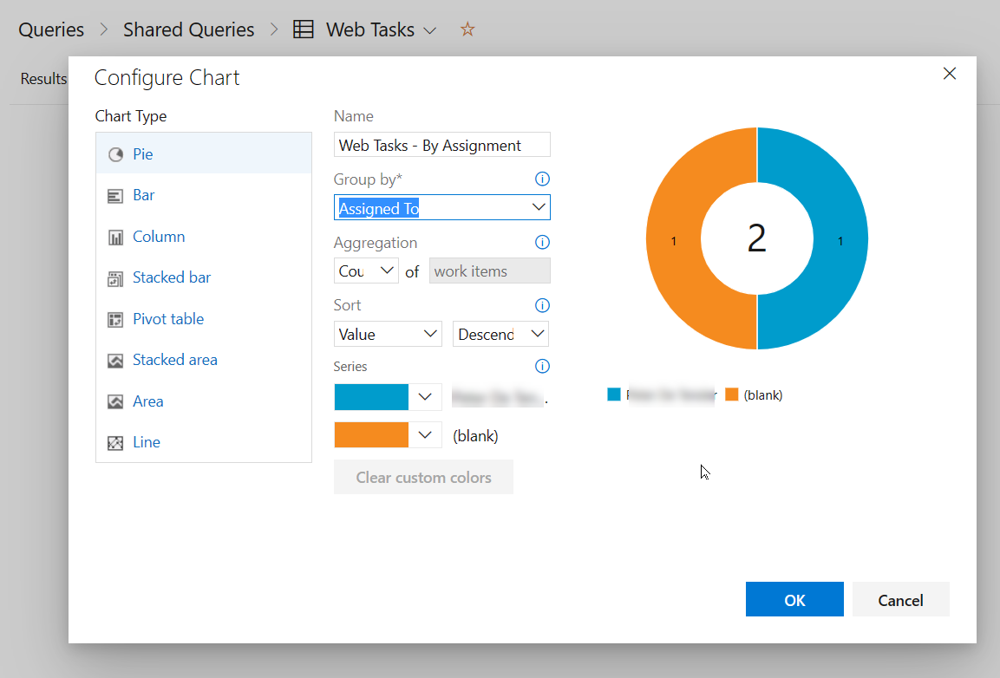 Queries > Shared Queries > Web Tasks
Results
Configure Chart
Chart Type
Pie
Bar
Column
Stacked bar
Pivot table
Stacked area
Area
Line
Name
Web Tasks - By Assignment
Group by*
Assigned To
Aggregation
Cou of work items
Sort
Value Descend
Series
(blank)
Clear custom colors
1 2 1
(blank)
OK Cancel